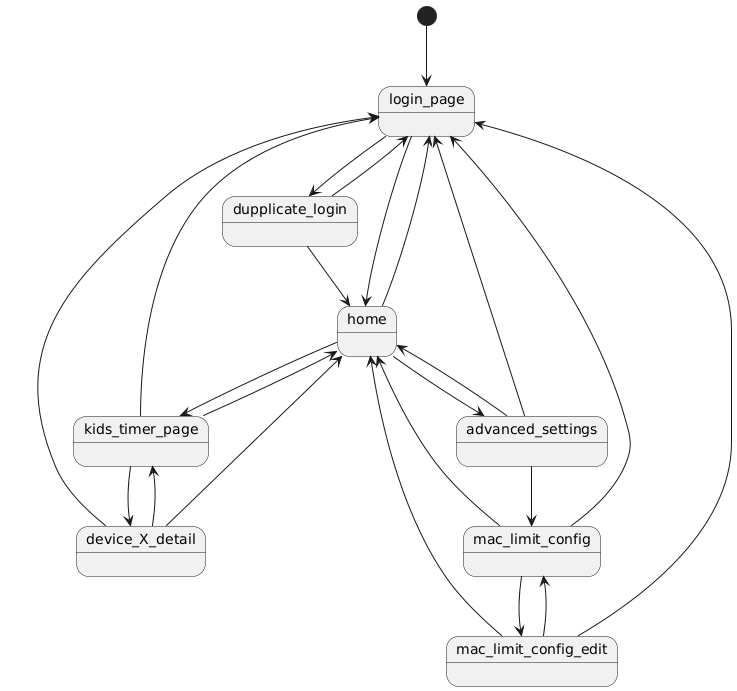 login_page
dupplicate_login
home
kids_timer_page
advanced_settings
device_X_detail
mac_limit_config
mac_limit_config_edit